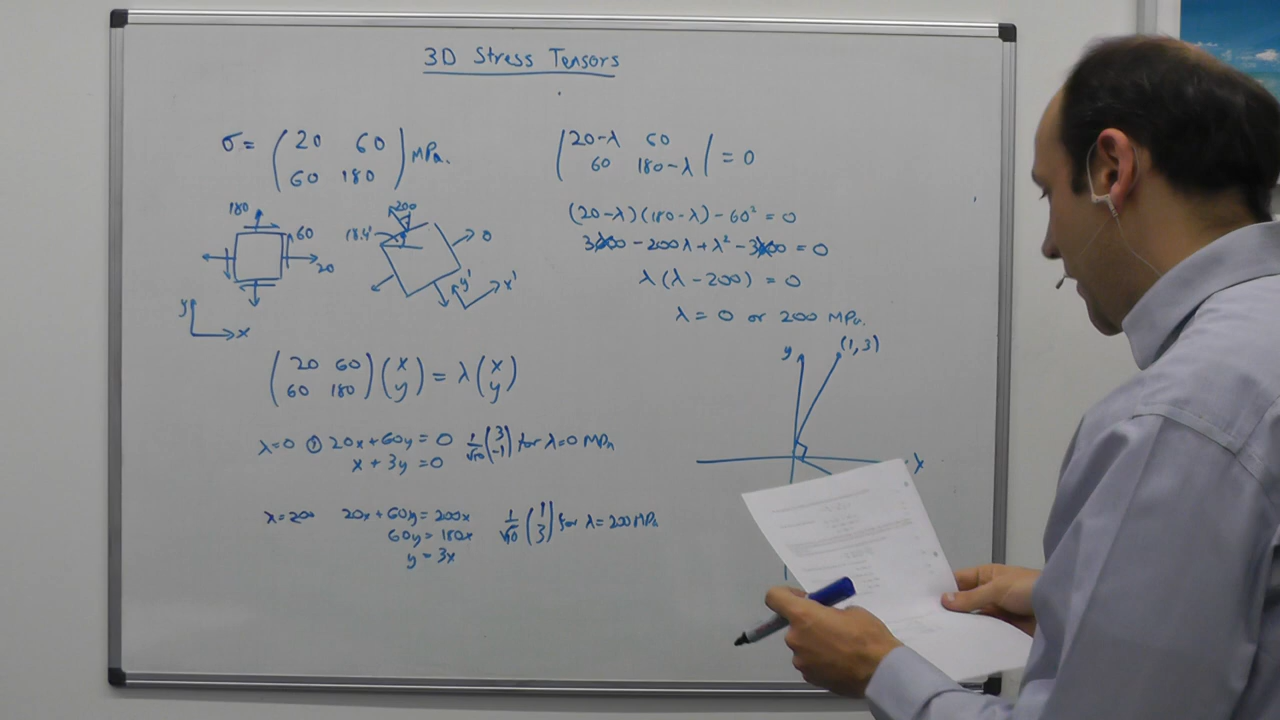 3D Stress Tensors
σ = (20 60
60 180) MPa.
180
60
20
y
x
200
18.4°
0
y'
x'
(20 60
60 180) (x
y) = λ (x
y)
λ=0 ① 20x+60y = 0 1/√10 (3
-1) for λ=0 MPa
x + 3y = 0
λ=200 20x + 60y = 200x 1/√10 (1
3) for λ = 200 MPa
60y = 180x
y = 3x
|20-λ 60
60 180-λ| = 0
(20-λ)(180-λ) - 60² = 0
3600 - 200λ + λ² - 3600 = 0
λ(λ - 200) = 0
λ = 0 or 200 MPa.
y
(1, 3)
x